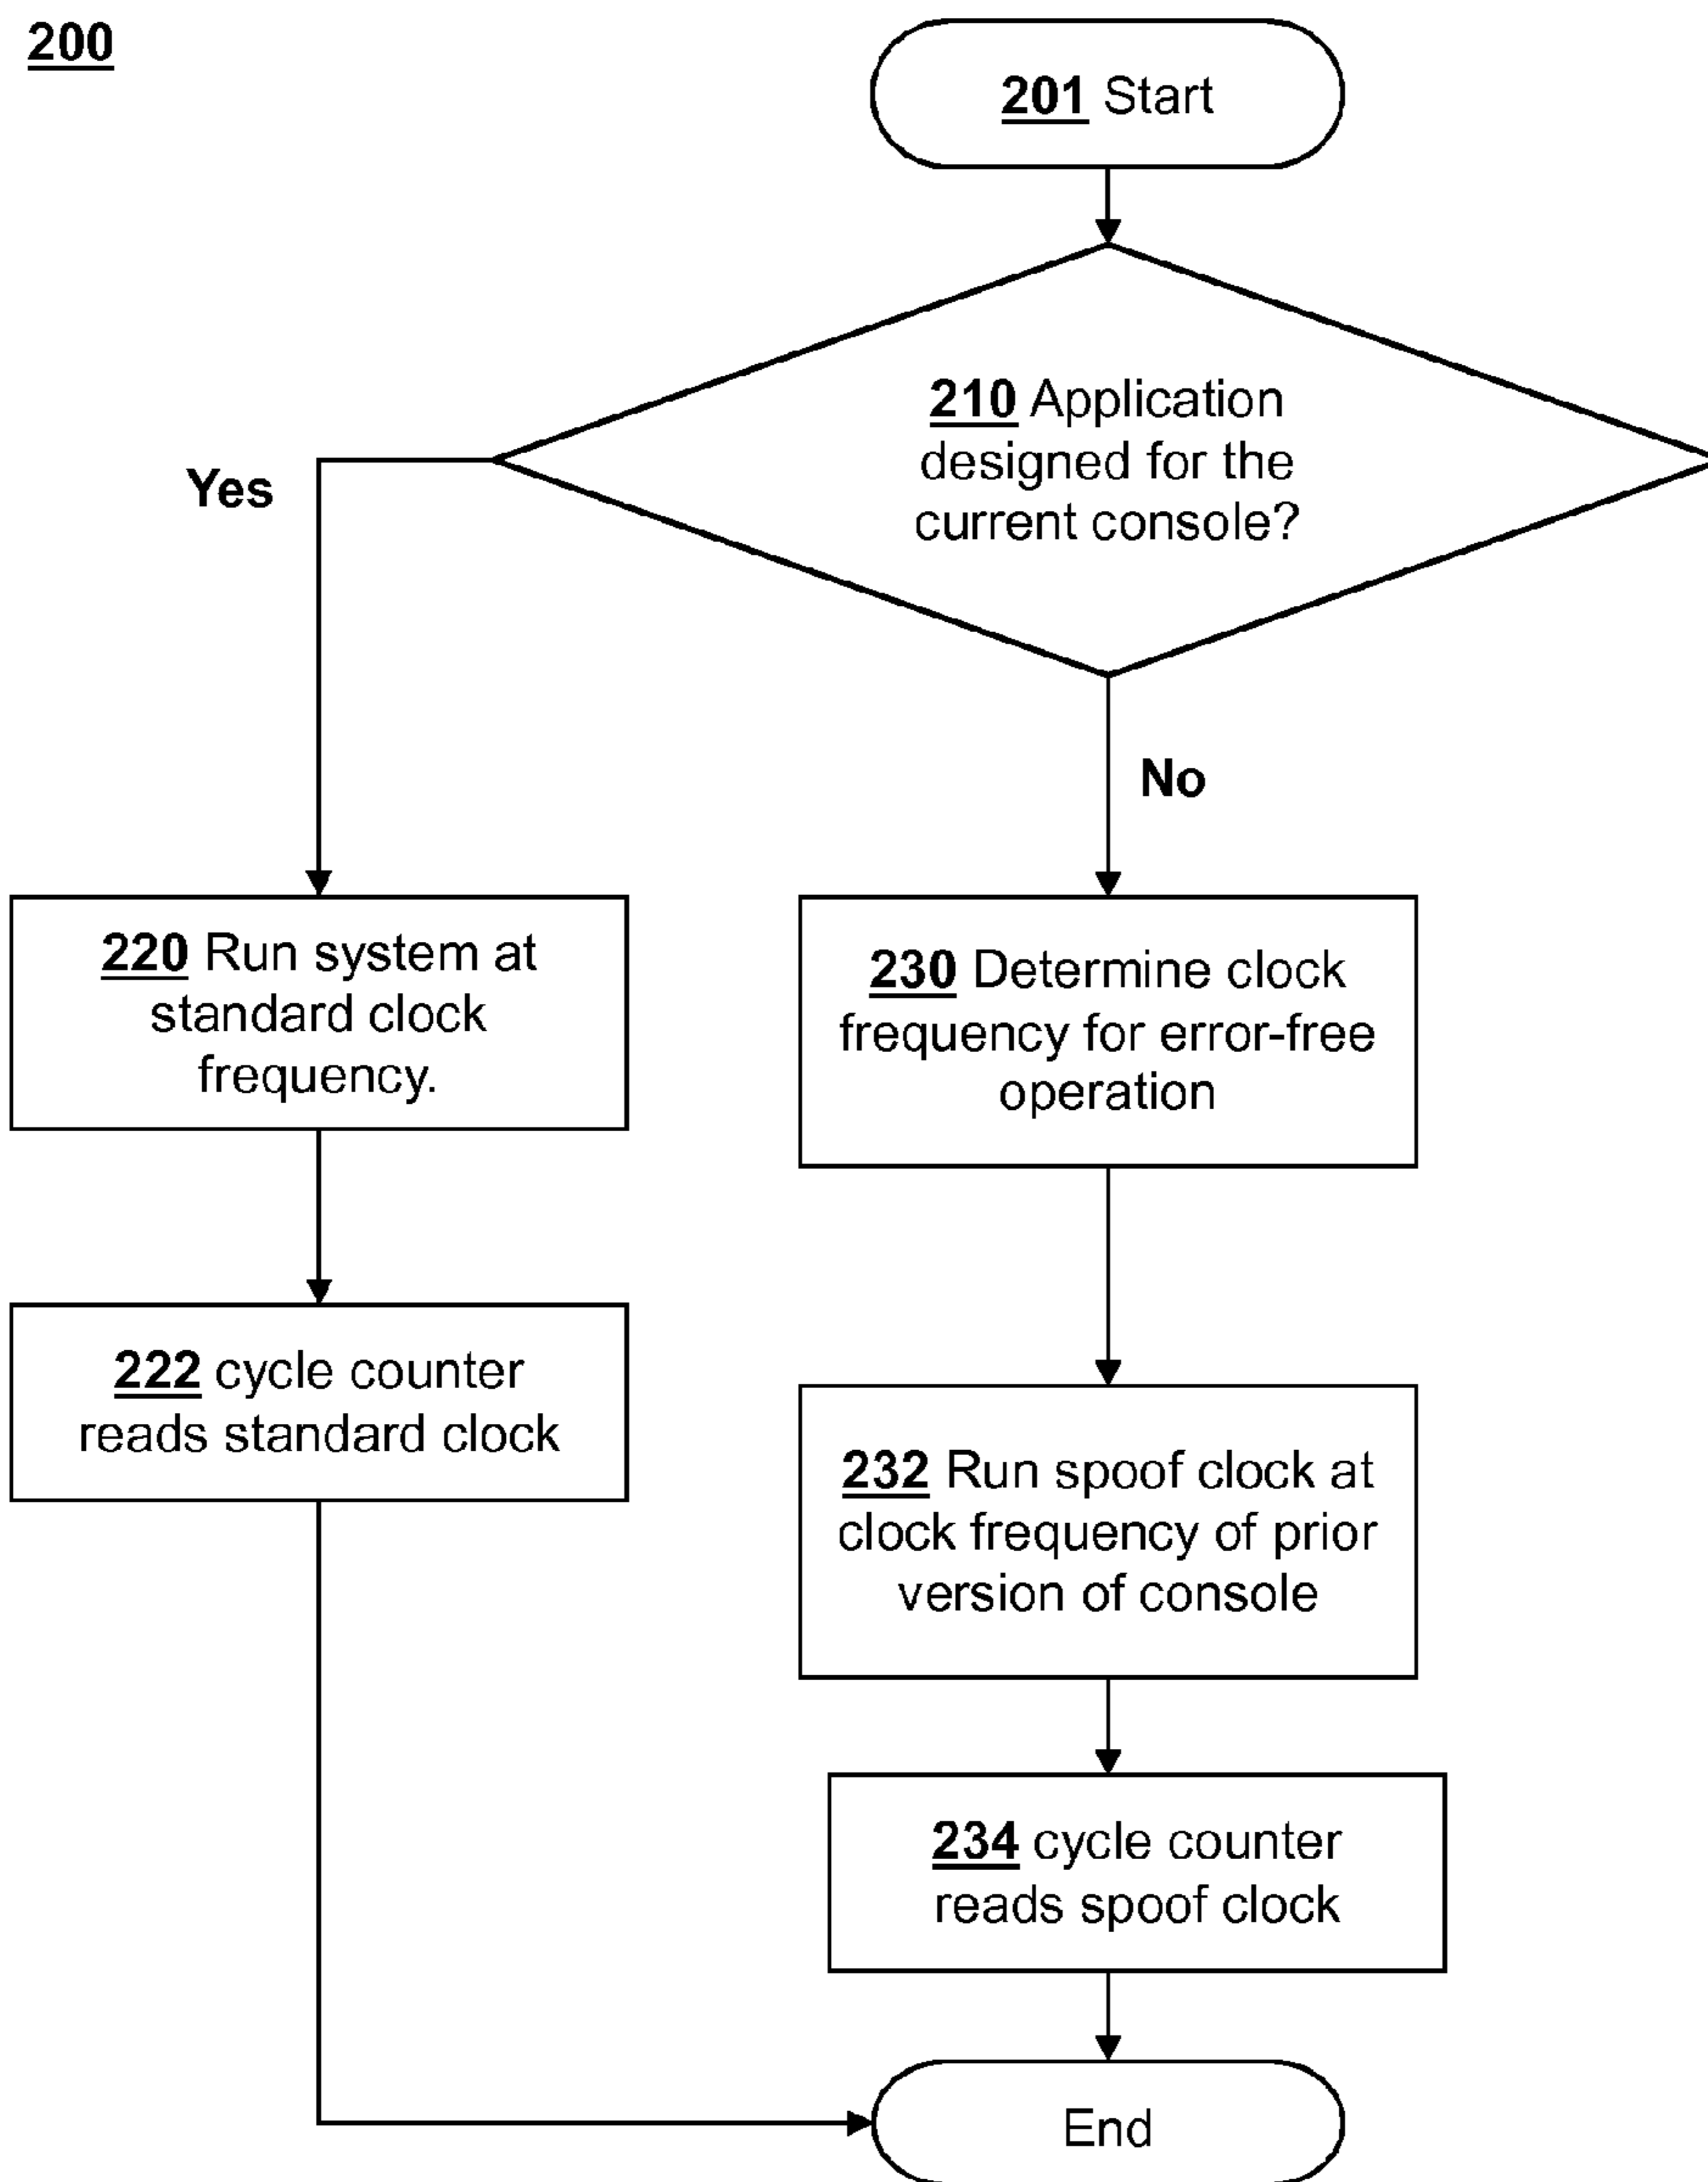 200
201 Start
210 Application
designed for the
current console?
Yes
No
220 Run system at
standard clock
frequency.
230 Determine clock
frequency for error-free
operation
222 cycle counter
reads standard clock
232 Run spoof clock at
clock frequency of prior
version of console
234 cycle counter
reads spoof clock
End